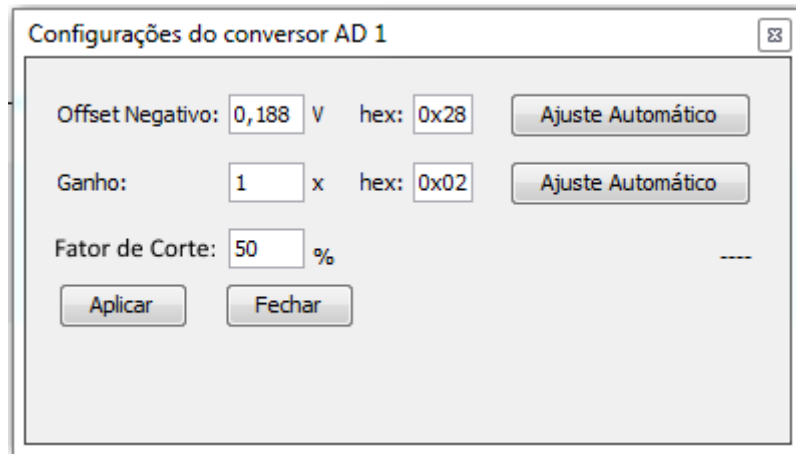 Configurações do conversor AD 1
Offset Negativo: 0,188 V hex: 0x28 Ajuste Automático
Ganho: 1 x hex: 0x02 Ajuste Automático
Fator de Corte: 50 % ----
Aplicar Fechar